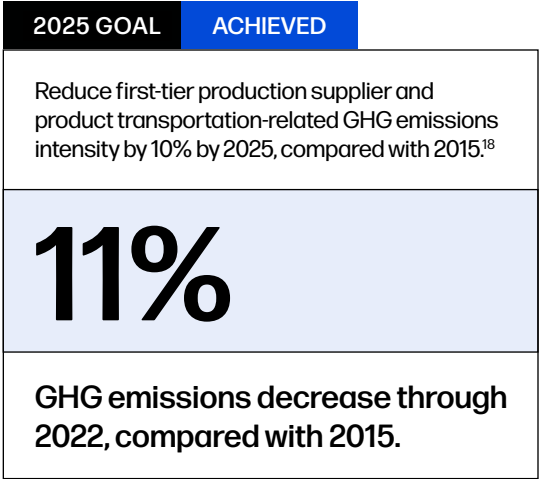 2025 GOAL ACHIEVED
Reduce first-tier production supplier and
product transportation-related GHG emissions
intensity by 10% by 2025, compared with 2015.18
11%
GHG emissions decrease through
2022, compared with 2015.